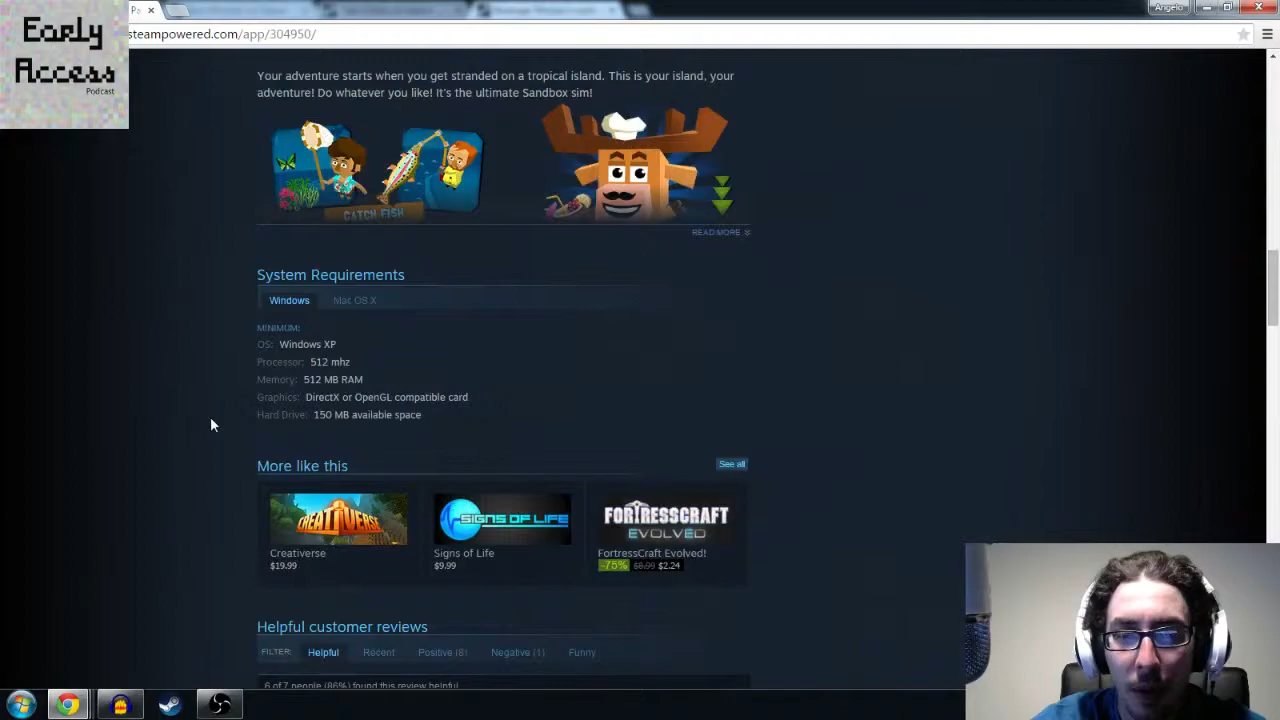 Early
Access
Podcast
Angelo
steampowered.com/app/304950/
Your adventure starts when you get stranded on a tropical island. This is your island, your
adventure! Do whatever you like! It's the ultimate Sandbox sim!
CATCH FISH
READ MORE
System Requirements
Windows
Mac OS X
MINIMUM:
OS: Windows XP
Processor: 512 mhz
Memory: 512 MB RAM
Graphics: DirectX or OpenGL compatible card
Hard Drive: 150 MB available space
More like this
See all
CREATIVERSE
SIGNS OF LIFE
FORTRESSCRAFT
EVOLVED
Creativerse
Signs of Life
FortressCraft Evolved!
$19.99
$9.99
-75% $8.99 $2.24
Helpful customer reviews
FILTER: Helpful Recent Positive (8) Negative (1) Funny
6 of 7 people (86%) found this review helpful